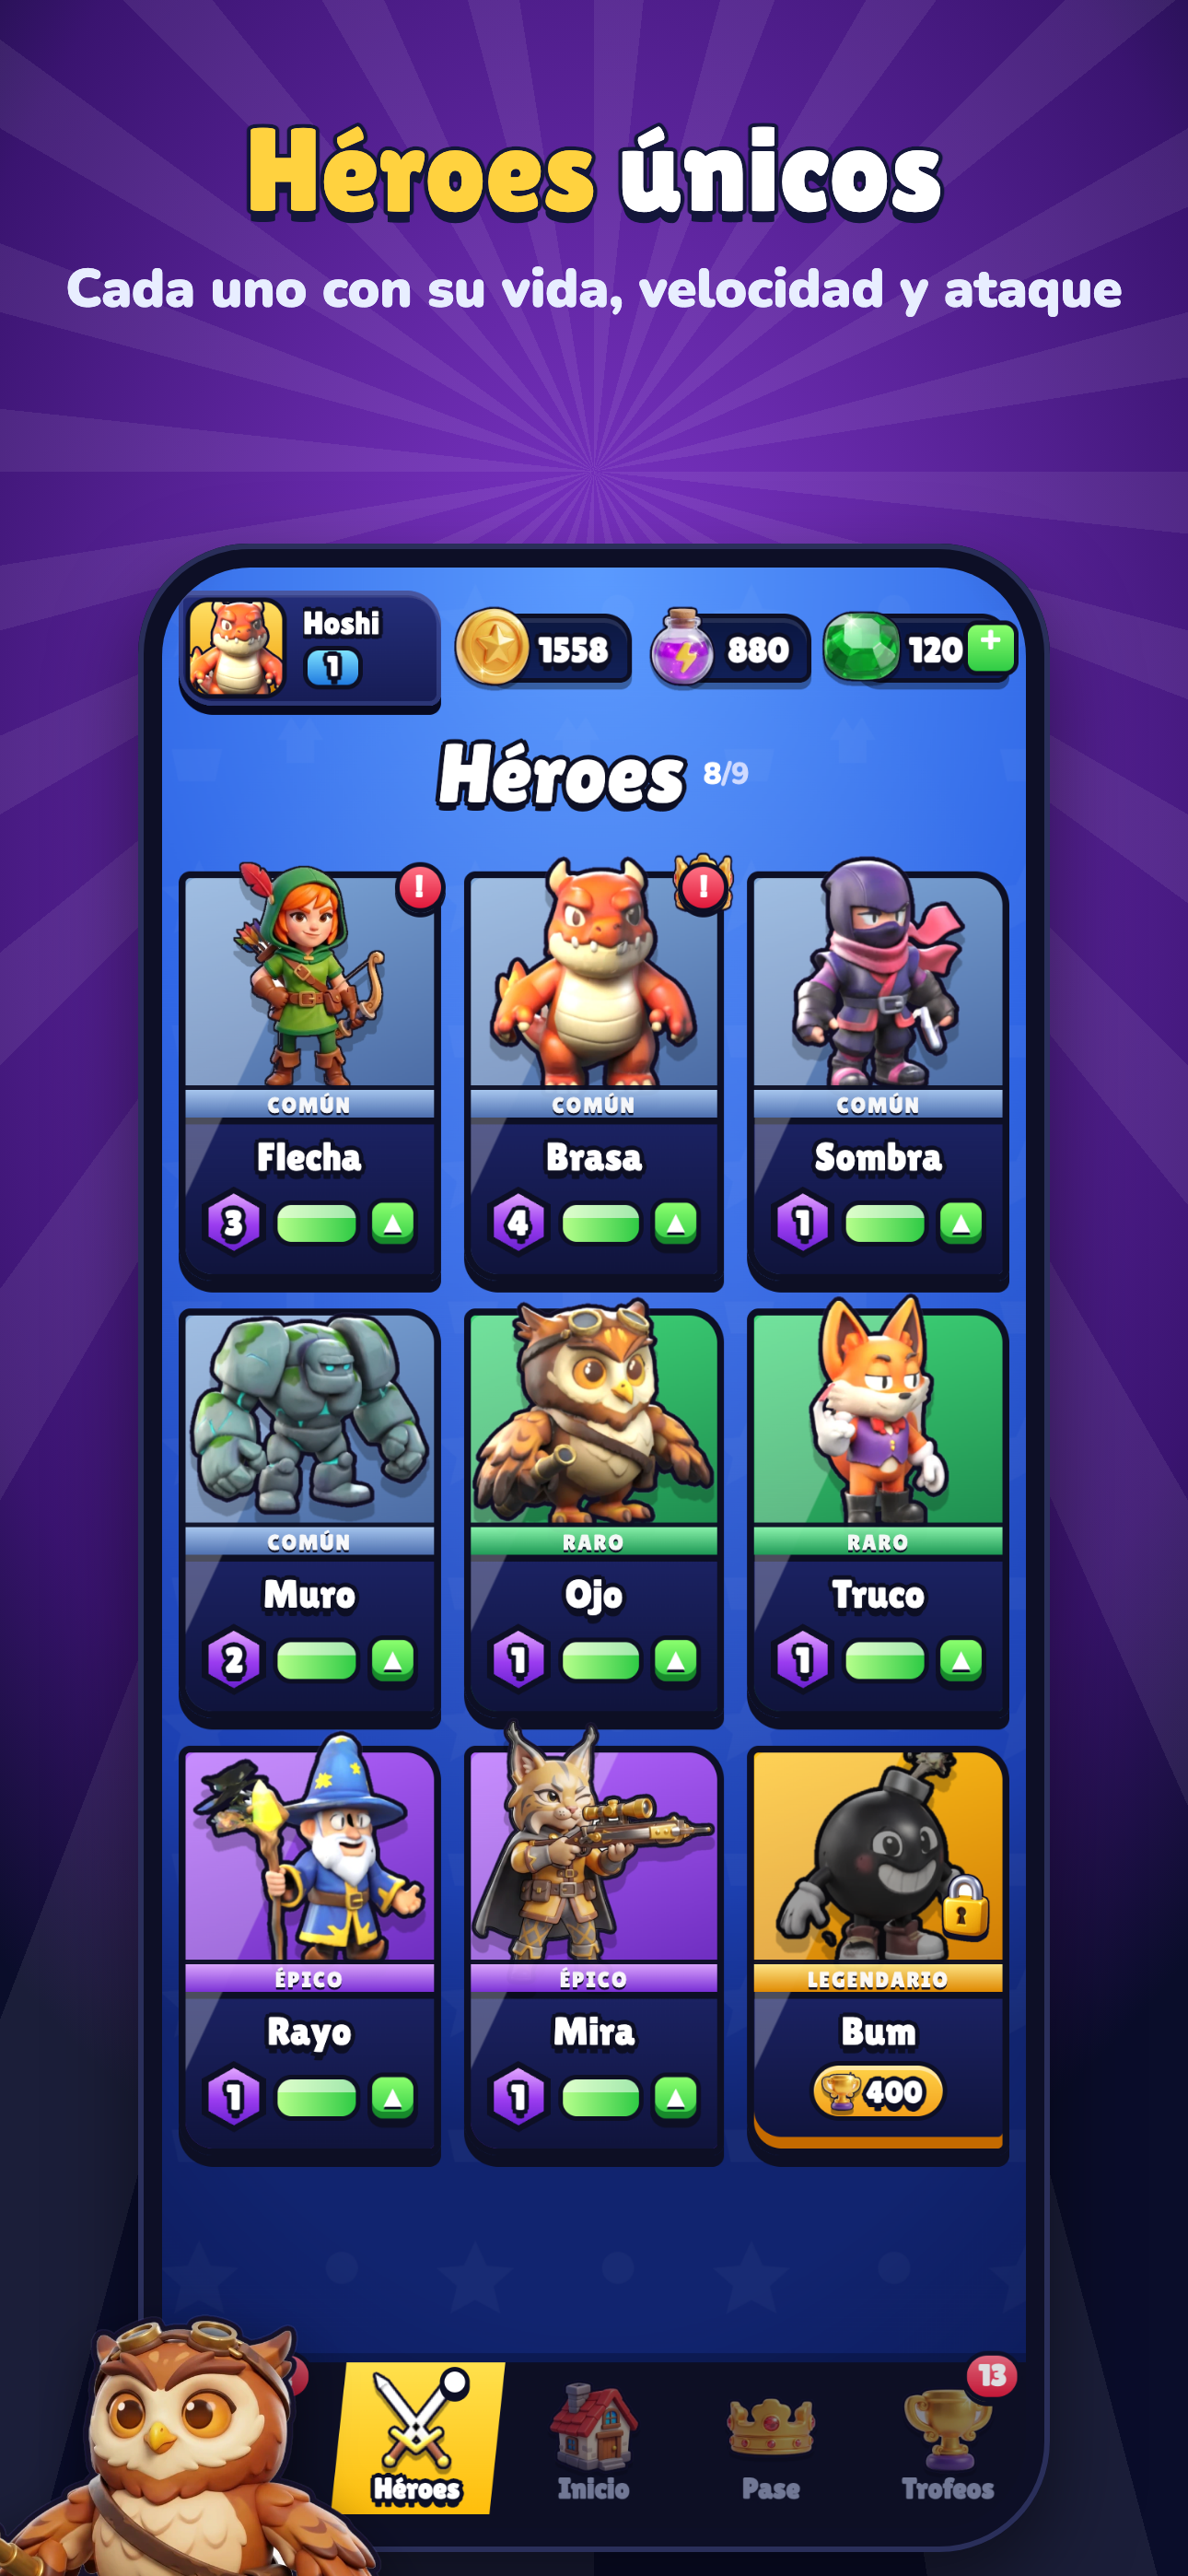 Héroes únicos
Cada uno con su vida, velocidad y ataque
Hoshi
1
1558
880
120
+
Héroes 8/9
!
!
COMÚN
COMÚN
COMÚN
Flecha
Brasa
Sombra
3
4
1
COMÚN
RARO
RARO
Muro
Ojo
Truco
2
1
1
ÉPICO
ÉPICO
LEGENDARIO
Rayo
Mira
Bum
1
1
400
13
Héroes
Inicio
Pase
Trofeos